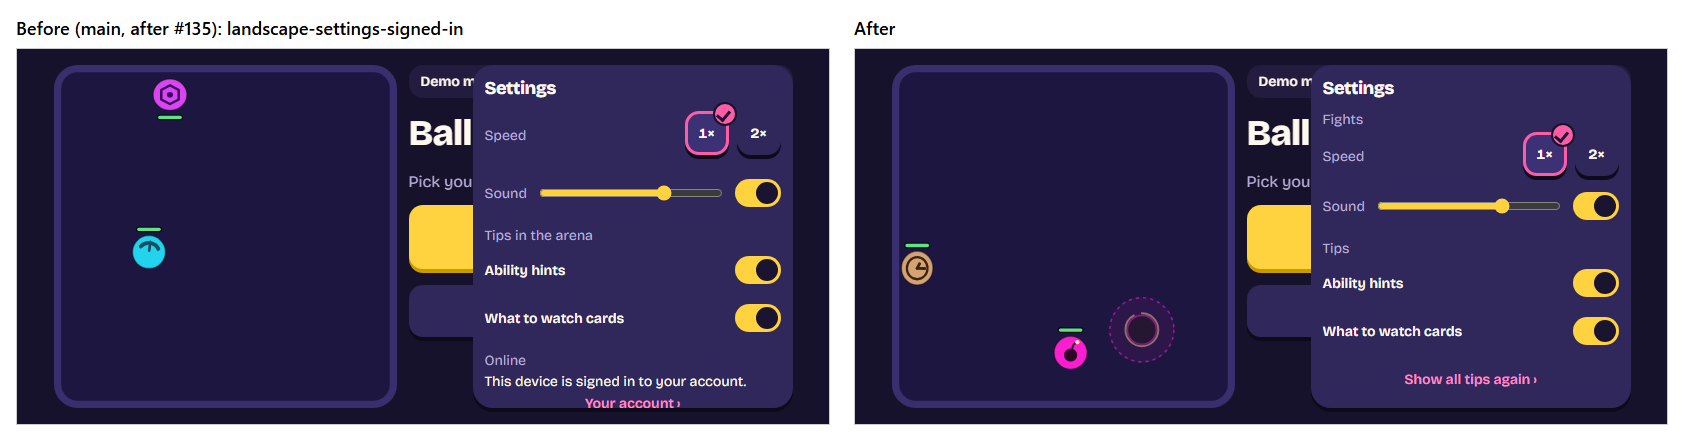 Before (main, after #135): landscape-settings-signed-in
Demo m
Ball
Pick you
Settings
Speed
1×
2×
Sound
Tips in the arena
Ability hints
What to watch cards
Online
This device is signed in to your account.
Your account ›
After
Demo m
Ball
Pick you
Settings
Fights
Speed
1×
2×
Sound
Tips
Ability hints
What to watch cards
Show all tips again ›